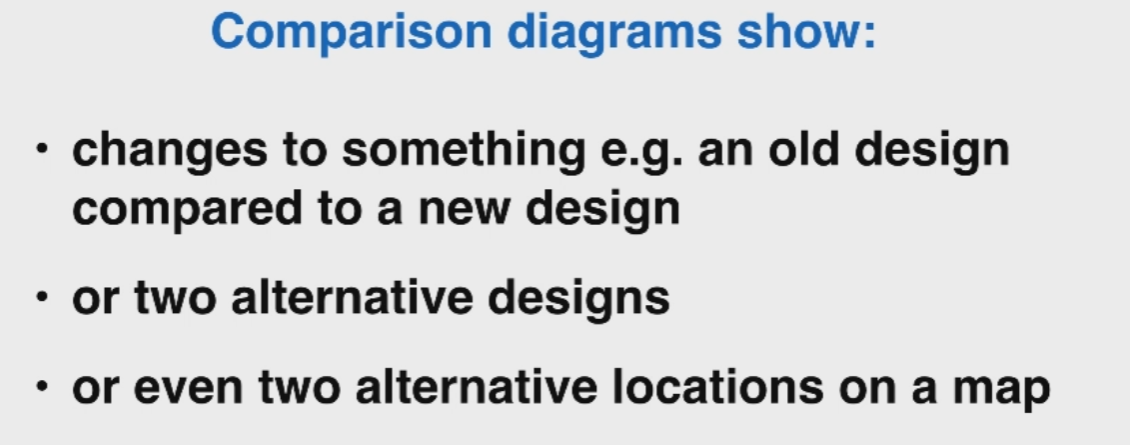 Comparison diagrams show:
• changes to something e.g. an old design
compared to a new design
• or two alternative designs
• or even two alternative locations on a map